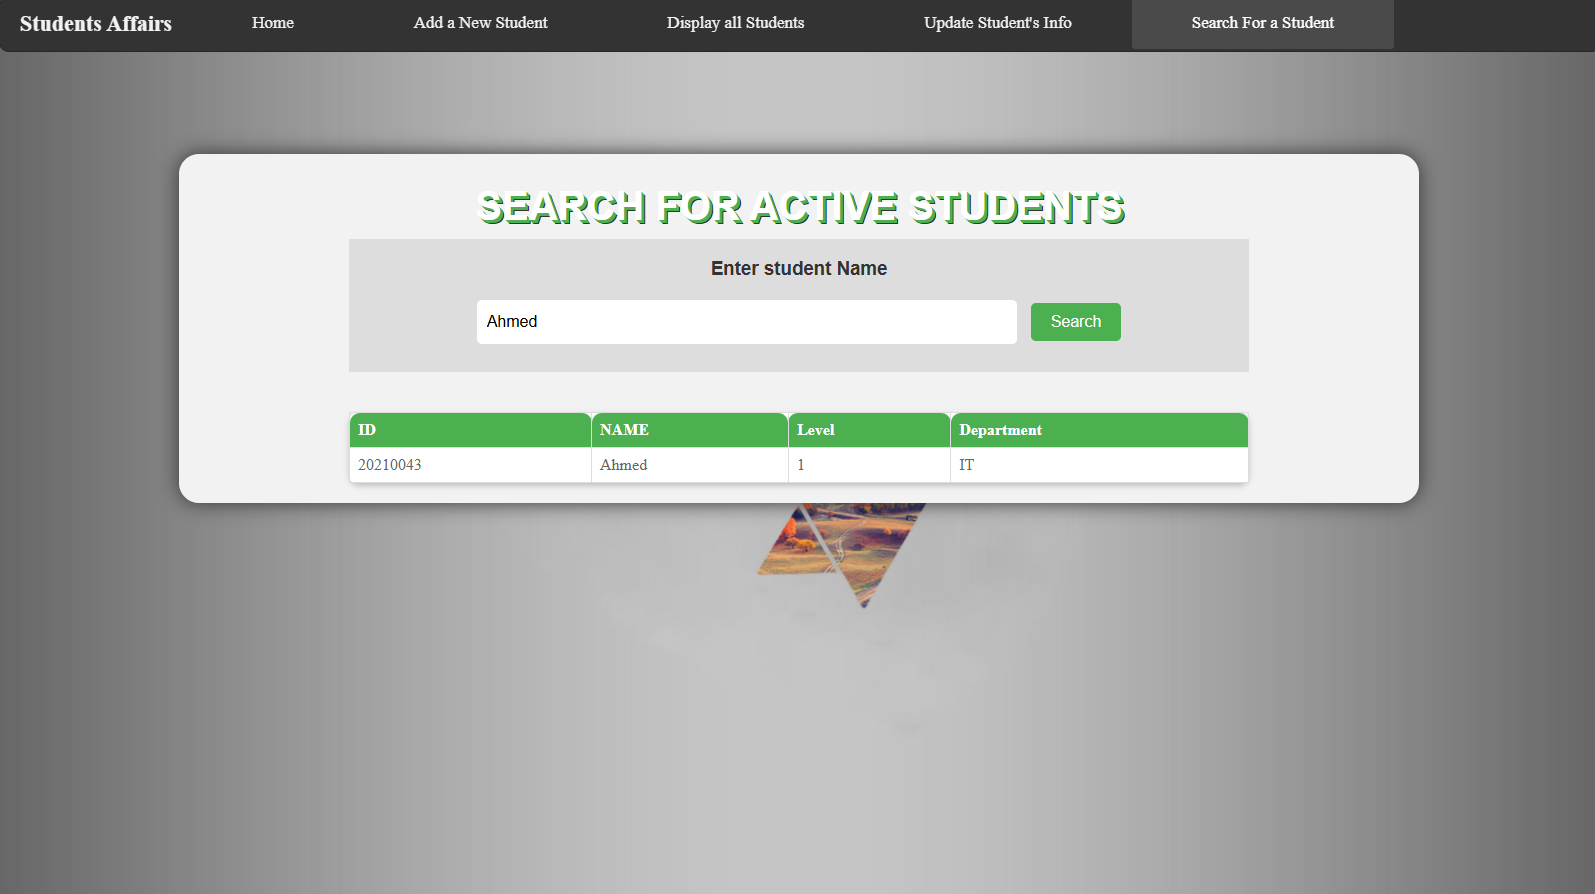 Students Affairs Home Add a New Student Display all Students Update Student's Info Search For a Student
SEARCH FOR ACTIVE STUDENTS
Enter student Name
Ahmed Search
ID NAME Level Department
20210043 Ahmed 1 IT